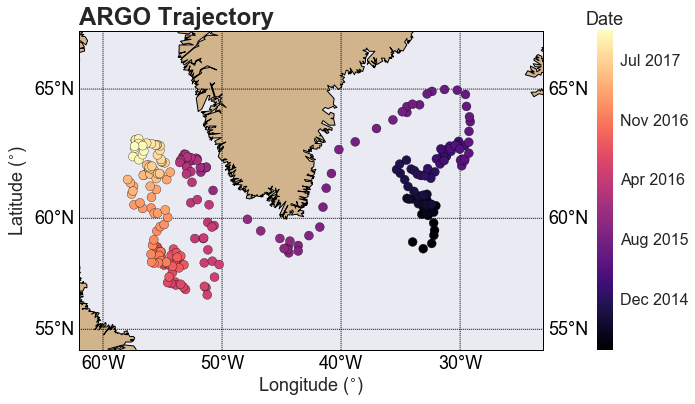 ARGO Trajectory
Date
65°N
65°N
60°N
60°N
55°N
55°N
Latitude (°)
60°W
50°W
40°W
30°W
Longitude (°)
Jul 2017
Nov 2016
Apr 2016
Aug 2015
Dec 2014